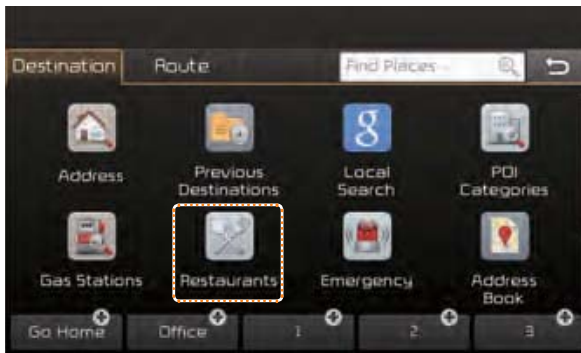 Destination Route Find Places
Address Previous Destinations Local Search POI Categories
Gas Stations Restaurants Emergency Address Book
Go Home Office 1 2 3